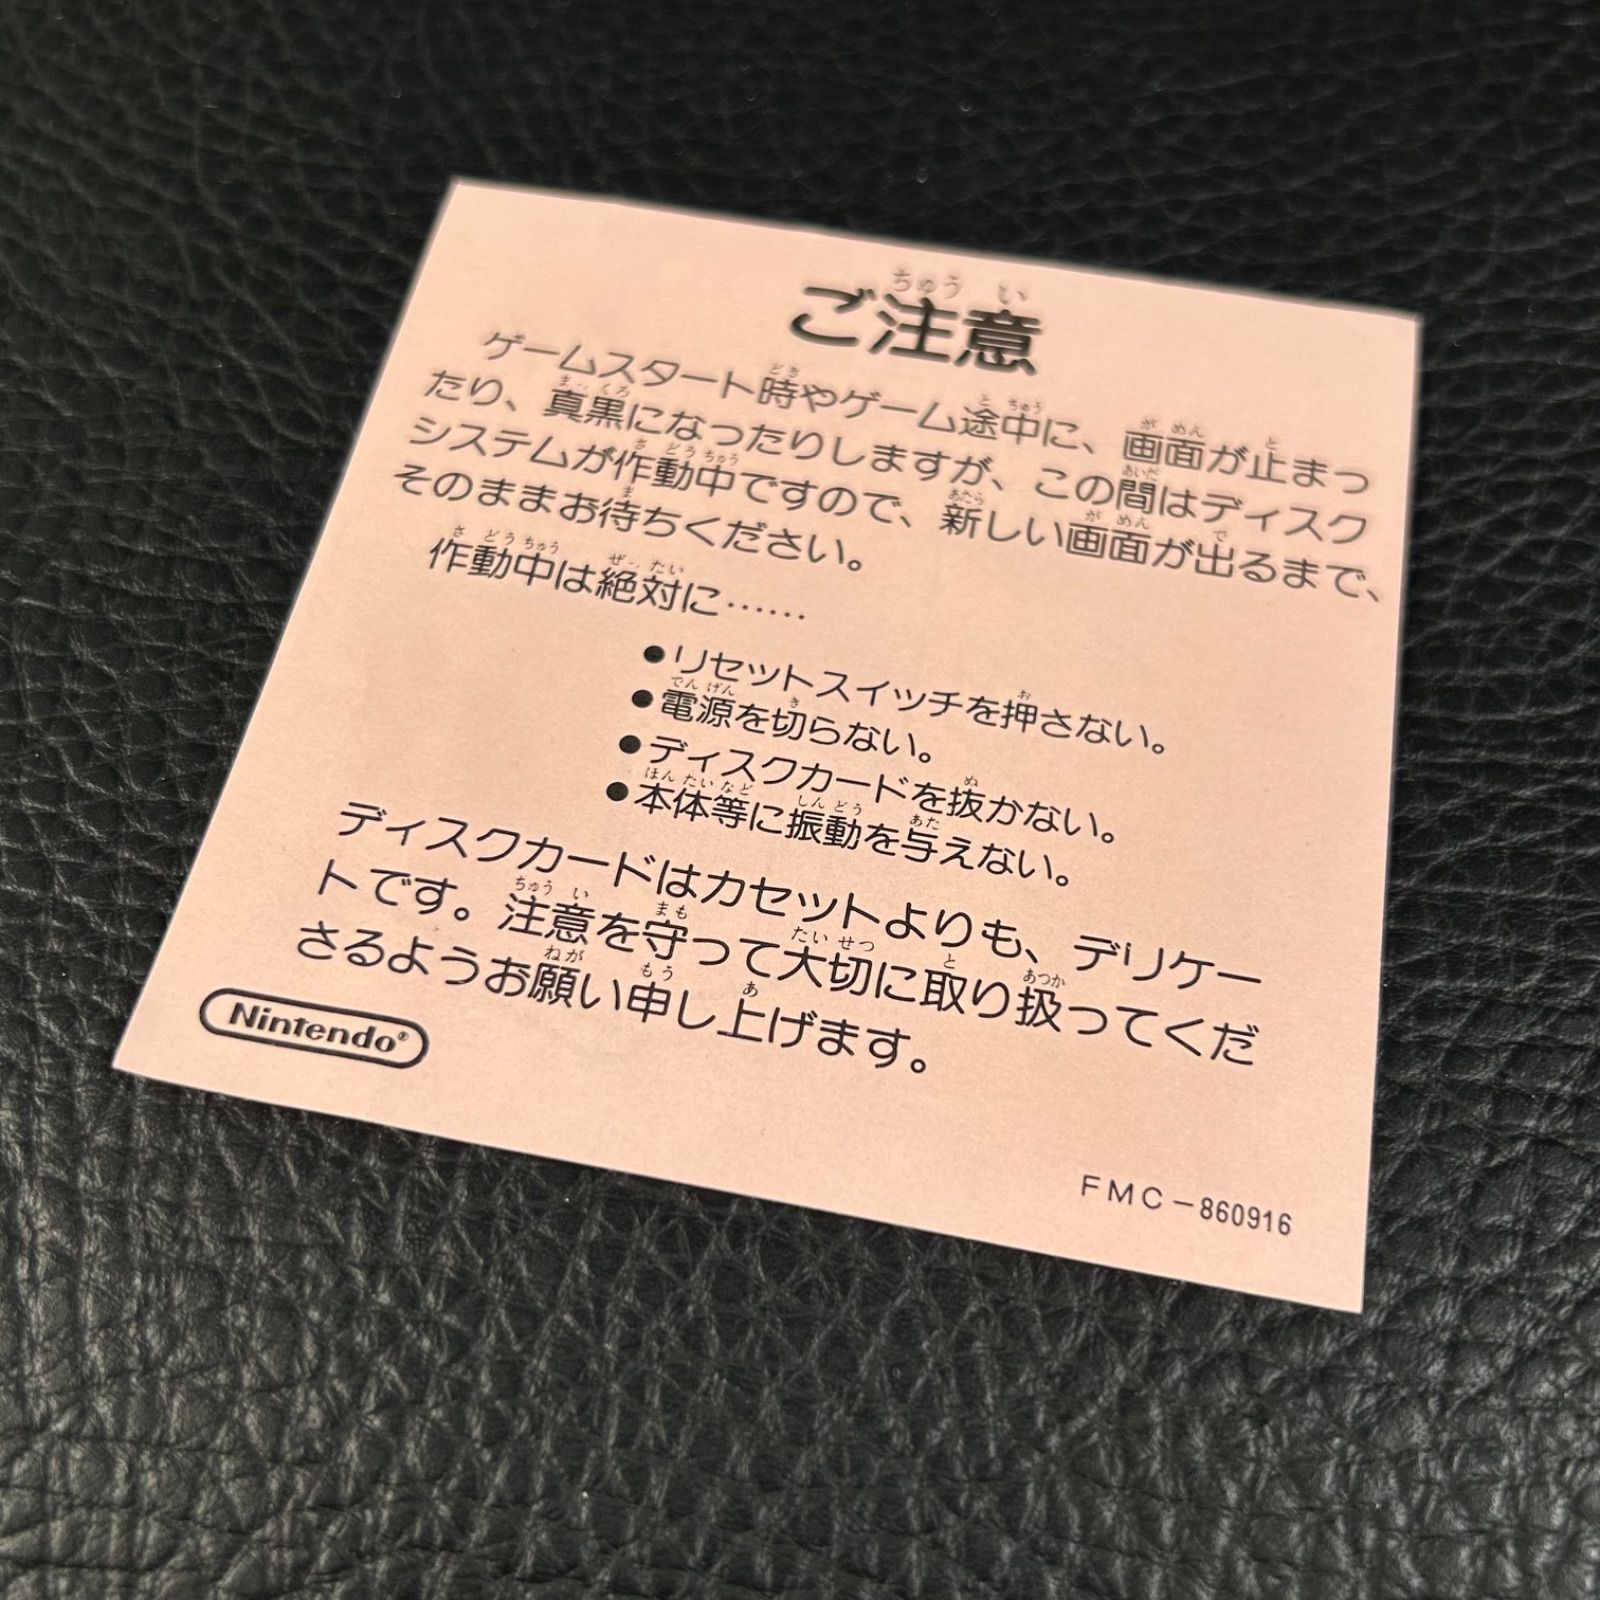 ご注意
ゲームスタート時やゲーム途中に、画面が止まっ
たり、真黒になったりしますが、この間はディスク
システムが作動中ですので、新しい画面が出るまで、
そのままお待ちください。
作動中は絶対に……
●リセットスイッチを押さない。
●電源を切らない。
●ディスクカードを抜かない。
●本体等に振動を与えない。
ディスクカードはカセットよりも、デリケー
トです。注意を守って大切に取り扱ってくだ
さるようお願い申し上げます。
Nintendo®
FMC-860916